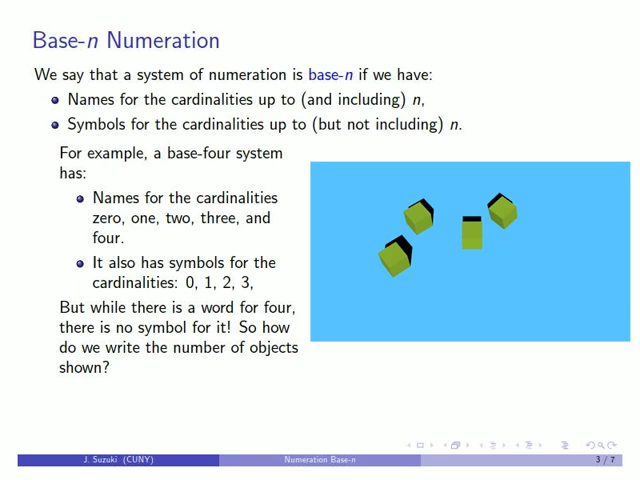 Base-n Numeration
We say that a system of numeration is base-n if we have:
Names for the cardinalities up to (and including) n,
Symbols for the cardinalities up to (but not including) n.
For example, a base-four system
has:
Names for the cardinalities
zero, one, two, three, and
four.
It also has symbols for the
cardinalities: 0, 1, 2, 3,
But while there is a word for four,
there is no symbol for it! So how
do we write the number of objects
shown?
J. Suzuki (CUNY) Numeration Base-n 3 / 7